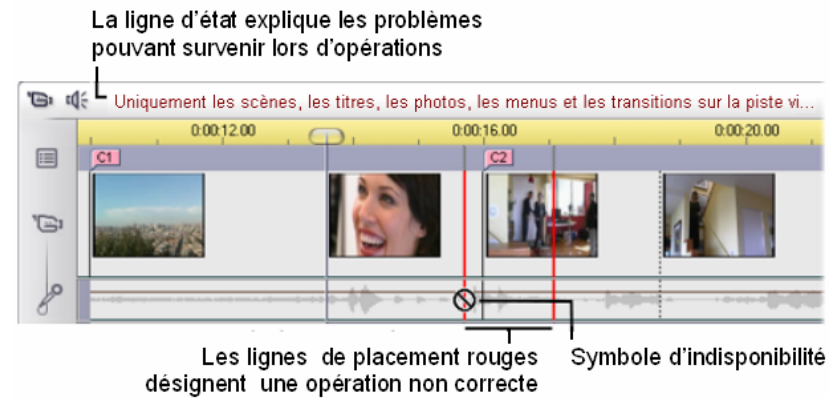 La ligne d'état explique les problèmes
pouvant survenir lors d'opérations
Uniquement les scènes, les titres, les photos, les menus et les transitions sur la piste vi...
0:00:12.00 0:00:16.00 0:00:20.00
C1 C2
Les lignes de placement rouges
désignent une opération non correcte
Symbole d'indisponibilité